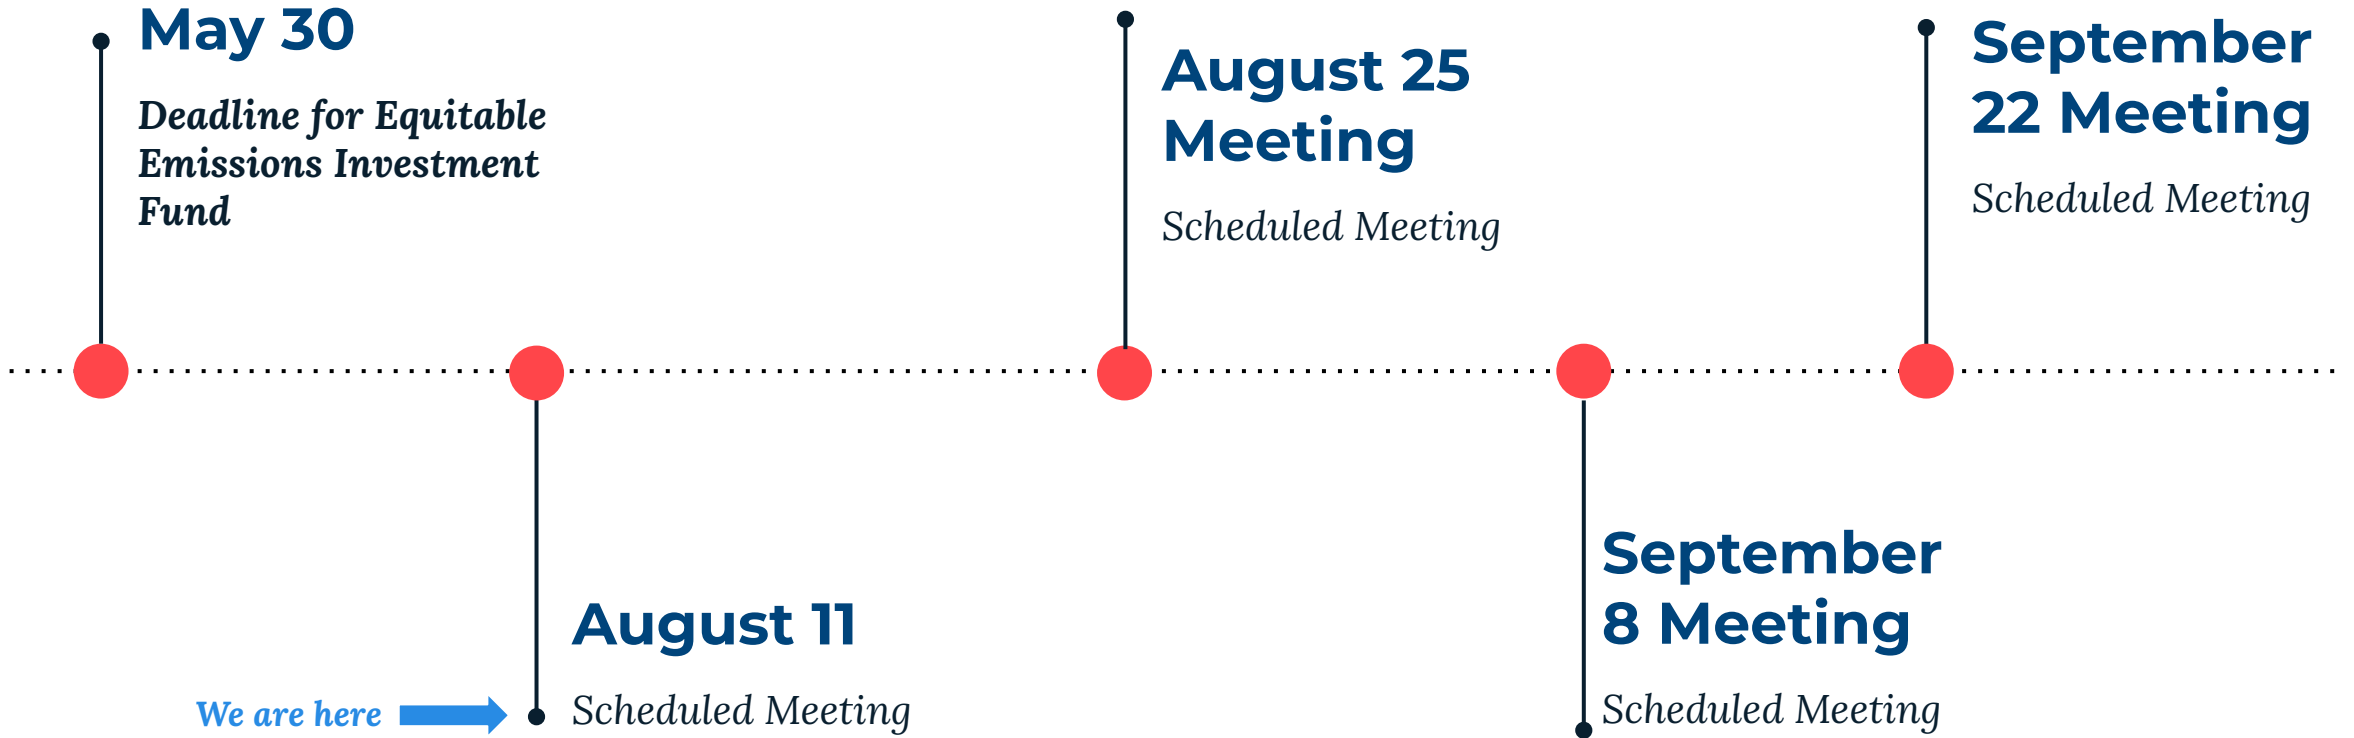 May 30
Deadline for Equitable
Emissions Investment
Fund
August 25
Meeting
Scheduled Meeting
September
22 Meeting
Scheduled Meeting
August 11
Scheduled Meeting
We are here
September
8 Meeting
Scheduled Meeting